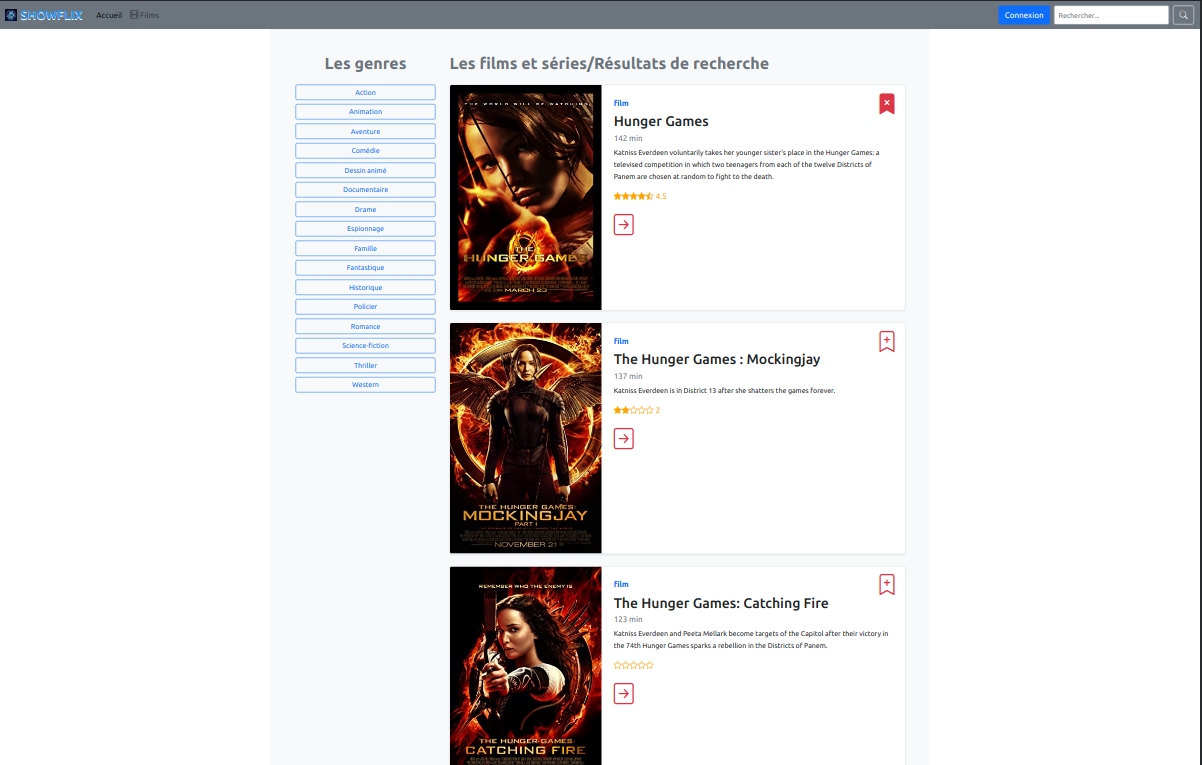 SHOWFLIX Accueil Films Connexion Rechercher...
Les genres
Action
Animation
Aventure
Comédie
Dessin animé
Documentaire
Drame
Espionnage
Famille
Fantastique
Historique
Policier
Romance
Science-fiction
Thriller
Western
Les films et séries/Résultats de recherche
THE WORLD WILL BE WATCHING
THE
HUNGER GAMES
MARCH 23
film
Hunger Games
142 min
Katniss Everdeen voluntarily takes her younger sister's place in the Hunger Games: a
televised competition in which two teenagers from each of the twelve Districts of
Panem are chosen at random to fight to the death.
4.5
THE HUNGER GAMES
MOCKINGJAY
PART 1
NOVEMBER 21
film
The Hunger Games : Mockingjay
137 min
Katniss Everdeen is in District 13 after she shatters the games forever.
2
REMEMBER WHO THE ENEMY IS
THE HUNGER GAMES
CATCHING FIRE
film
The Hunger Games: Catching Fire
123 min
Katniss Everdeen and Peeta Mellark become targets of the Capitol after their victory in
the 74th Hunger Games sparks a rebellion in the Districts of Panem.